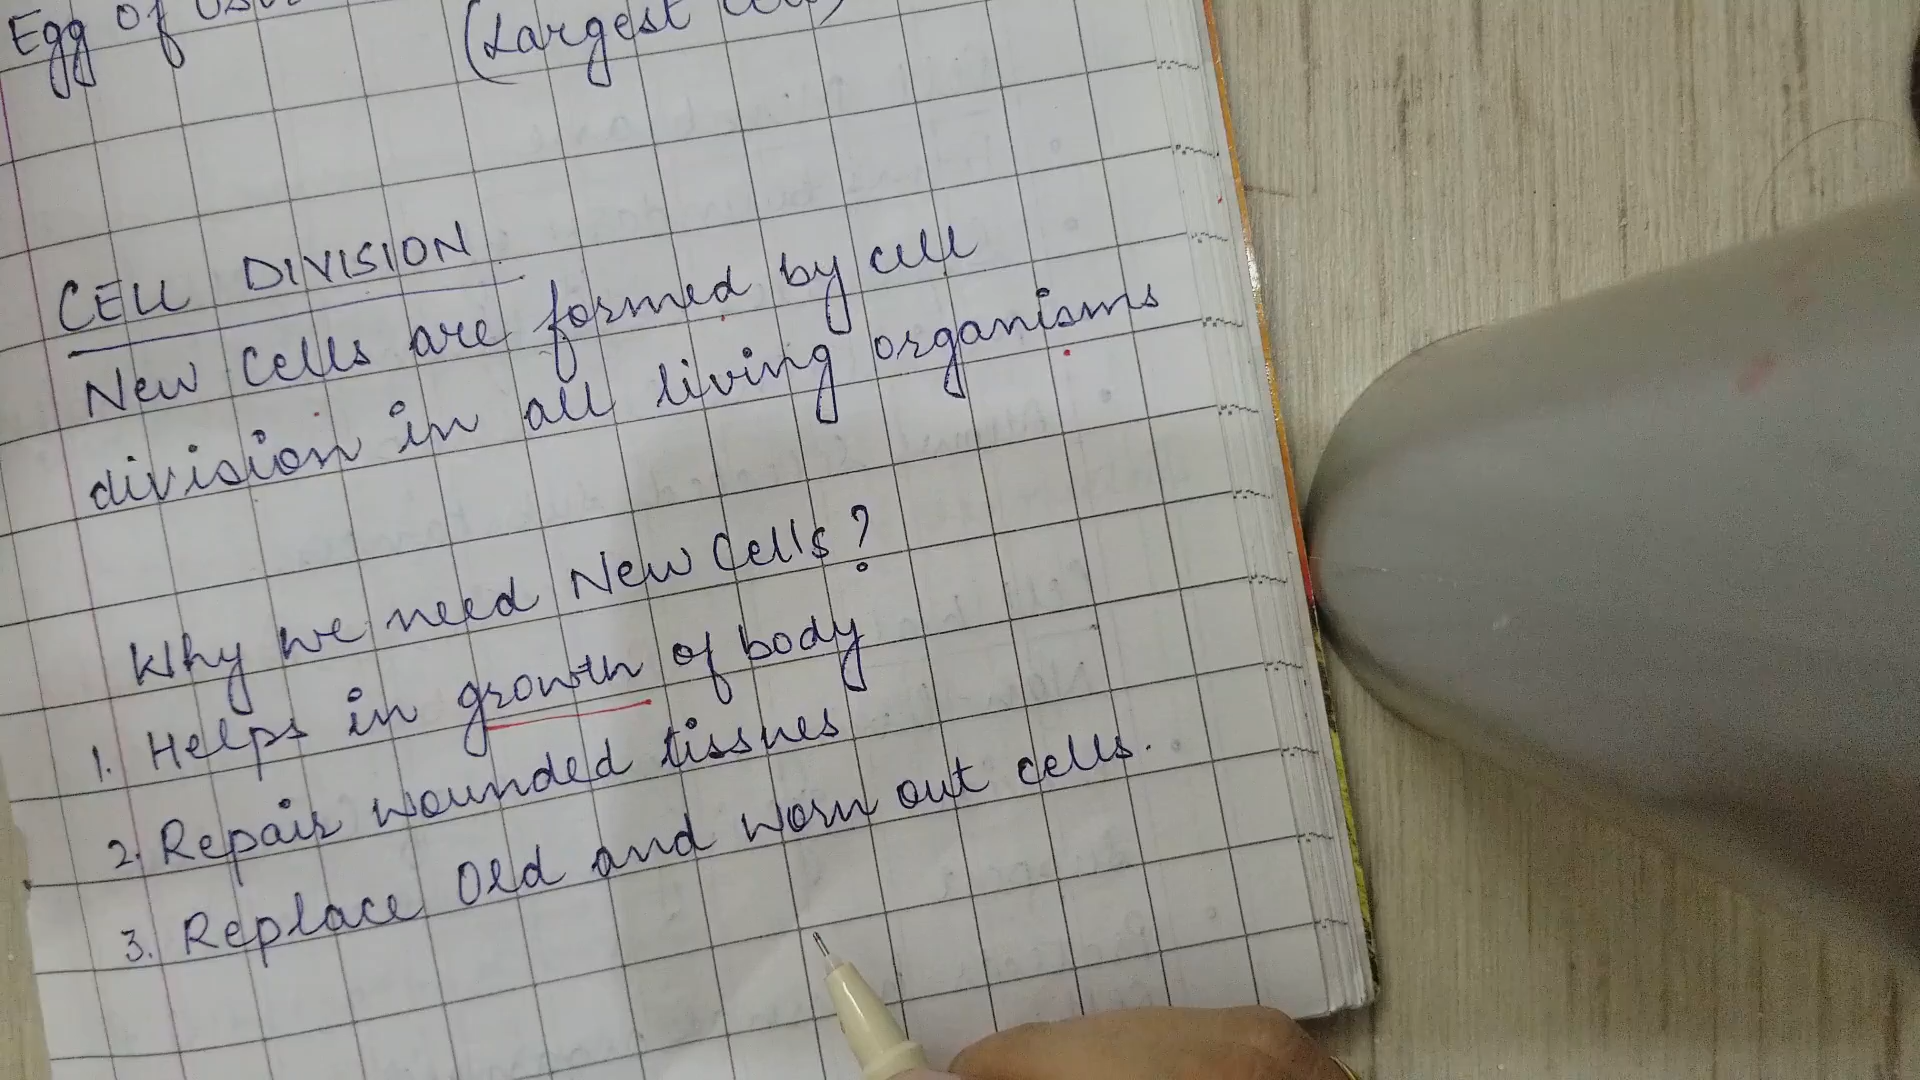 Egg of
(Largest
CELL DIVISION
New Cells are formed by cell
division in all living organisms
Why we need New Cells?
1. Helps in growth of body
2. Repair wounded tissues
3. Replace Old and worn out cells.